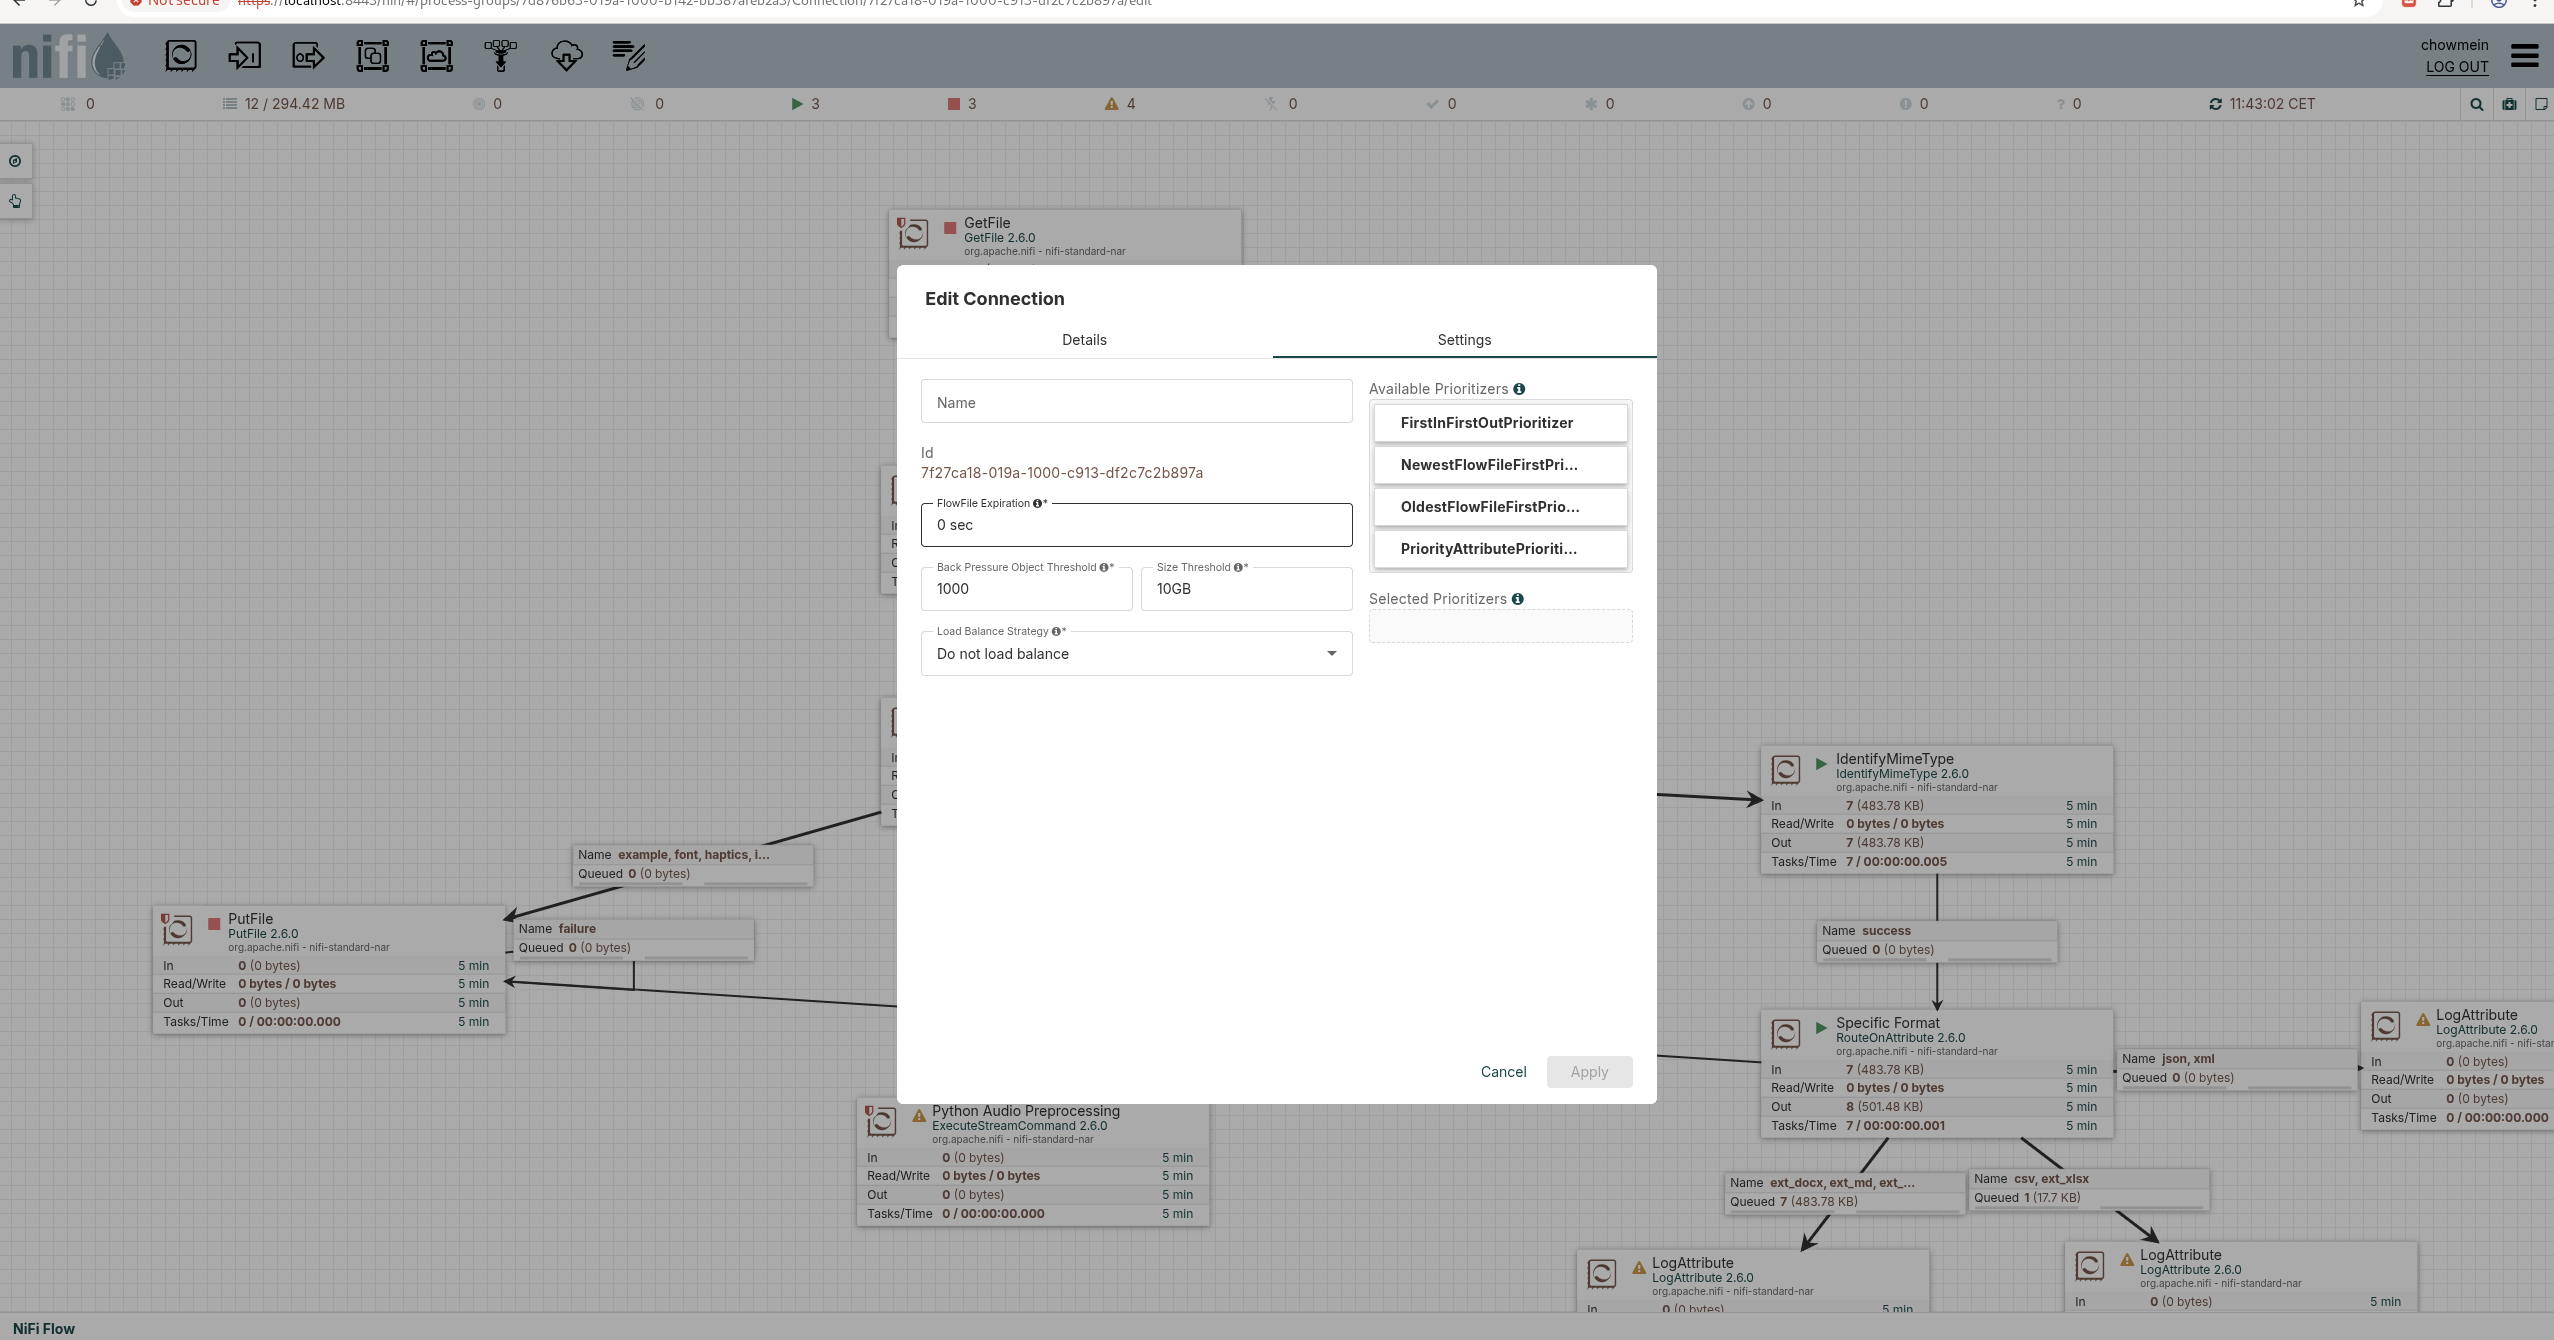 Not secure https://localhost:8443/nifi/#/process-groups/7d876b63-019a-1000-b142-bb387afeb2a3/Connection/7f27ca18-019a-1000-c913-df2c7c2b897a/edit
nifi
chowmein
LOG OUT
0 12 / 294.42 MB 0 0 3 3 4 0 0 0 0 0 0 11:43:02 CET
GetFile
GetFile 2.6.0
org.apache.nifi - nifi-standard-nar
Edit Connection
Details Settings
Name
Id
7f27ca18-019a-1000-c913-df2c7c2b897a
FlowFile Expiration *
0 sec
Back Pressure Object Threshold *
1000
Size Threshold *
10GB
Load Balance Strategy *
Do not load balance
Available Prioritizers
FirstInFirstOutPrioritizer
NewestFlowFileFirstPri...
OldestFlowFileFirstPrio...
PriorityAttributePrioriti...
Selected Prioritizers
Cancel Apply
Name example, font, haptics, i...
Queued 0 (0 bytes)
PutFile
PutFile 2.6.0
org.apache.nifi - nifi-standard-nar
In 0 (0 bytes) 5 min
Read/Write 0 bytes / 0 bytes 5 min
Out 0 (0 bytes) 5 min
Tasks/Time 0 / 00:00:00.000 5 min
Name failure
Queued 0 (0 bytes)
Python Audio Preprocessing
ExecuteStreamCommand 2.6.0
org.apache.nifi - nifi-standard-nar
In 0 (0 bytes) 5 min
Read/Write 0 bytes / 0 bytes 5 min
Out 0 (0 bytes) 5 min
Tasks/Time 0 / 00:00:00.000 5 min
IdentifyMimeType
IdentifyMimeType 2.6.0
org.apache.nifi - nifi-standard-nar
In 7 (483.78 KB) 5 min
Read/Write 0 bytes / 0 bytes 5 min
Out 7 (483.78 KB) 5 min
Tasks/Time 7 / 00:00:00.005 5 min
Name success
Queued 0 (0 bytes)
Specific Format
RouteOnAttribute 2.6.0
org.apache.nifi - nifi-standard-nar
In 7 (483.78 KB) 5 min
Read/Write 0 bytes / 0 bytes 5 min
Out 8 (501.48 KB) 5 min
Tasks/Time 7 / 00:00:00.001 5 min
Name json, xml
Queued 0 (0 bytes)
LogAttribute
LogAttribute 2.6.0
org.apache.nifi - nifi-star
In 0 (0 bytes)
Read/Write 0 bytes / 0 bytes
Out 0 (0 bytes)
Tasks/Time 0 / 00:00:00.000
Name ext_docx, ext_md, ext_...
Queued 7 (483.78 KB)
Name csv, ext_xlsx
Queued 1 (17.7 KB)
LogAttribute
LogAttribute 2.6.0
org.apache.nifi - nifi-standard-nar
In 0 (0 bytes) 5 min
LogAttribute
LogAttribute 2.6.0
org.apache.nifi - nifi-standard-nar
In 0 (0 bytes) 5 min
NiFi Flow